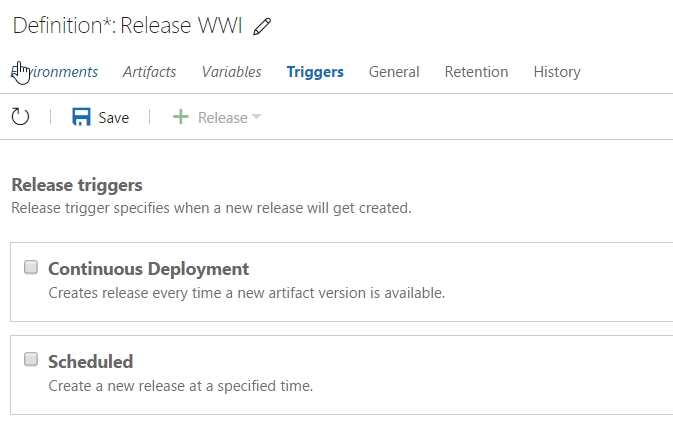 Definition*: Release WWI
Environments Artifacts Variables Triggers General Retention History
Save Release
Release triggers
Release trigger specifies when a new release will get created.
Continuous Deployment
Creates release every time a new artifact version is available.
Scheduled
Create a new release at a specified time.